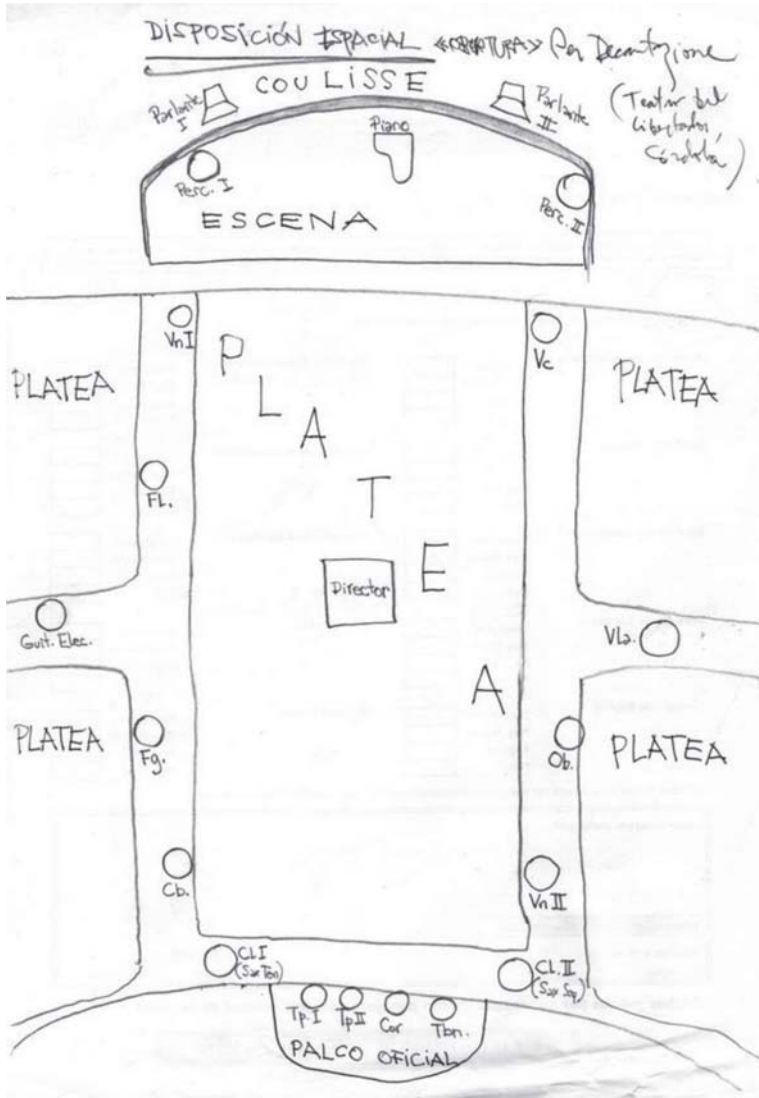 DISPOSICIÓN ESPACIAL «OBERTURA» Per Decantazione
(Teatro del
Libertador,
Córdoba)
COULISSE
Parlante
I
Parlante
II
Piano
Perc. I
Perc. II
ESCENA
Vn I
Vc
PLATEA
PLATEA
PLATEA
FL.
Director
Guit. Elec.
VLa.
PLATEA
Fg.
Ob.
PLATEA
Cb.
Vn II
CL I
(Sax Ten)
CL. II
(Sax Sop)
Tp. I
Tp II
Cor
Tbn.
PALCO OFICIAL